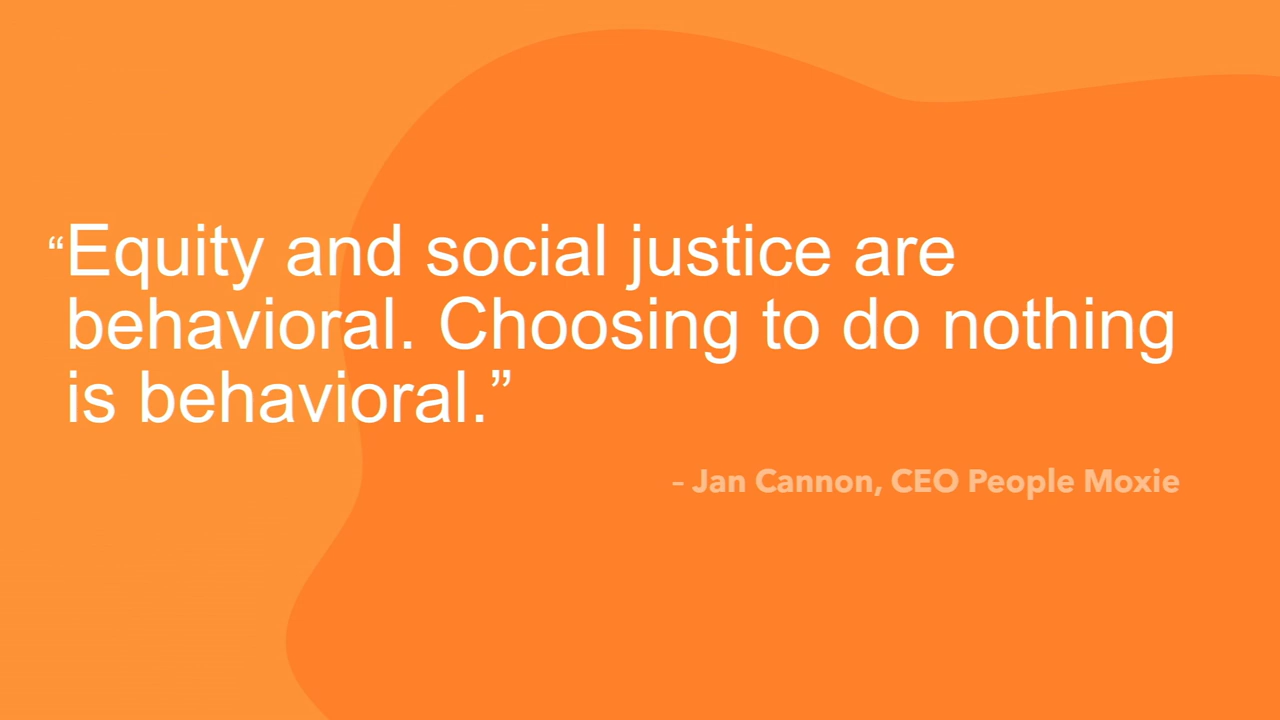 “Equity and social justice are
behavioral. Choosing to do nothing
is behavioral.”
– Jan Cannon, CEO People Moxie